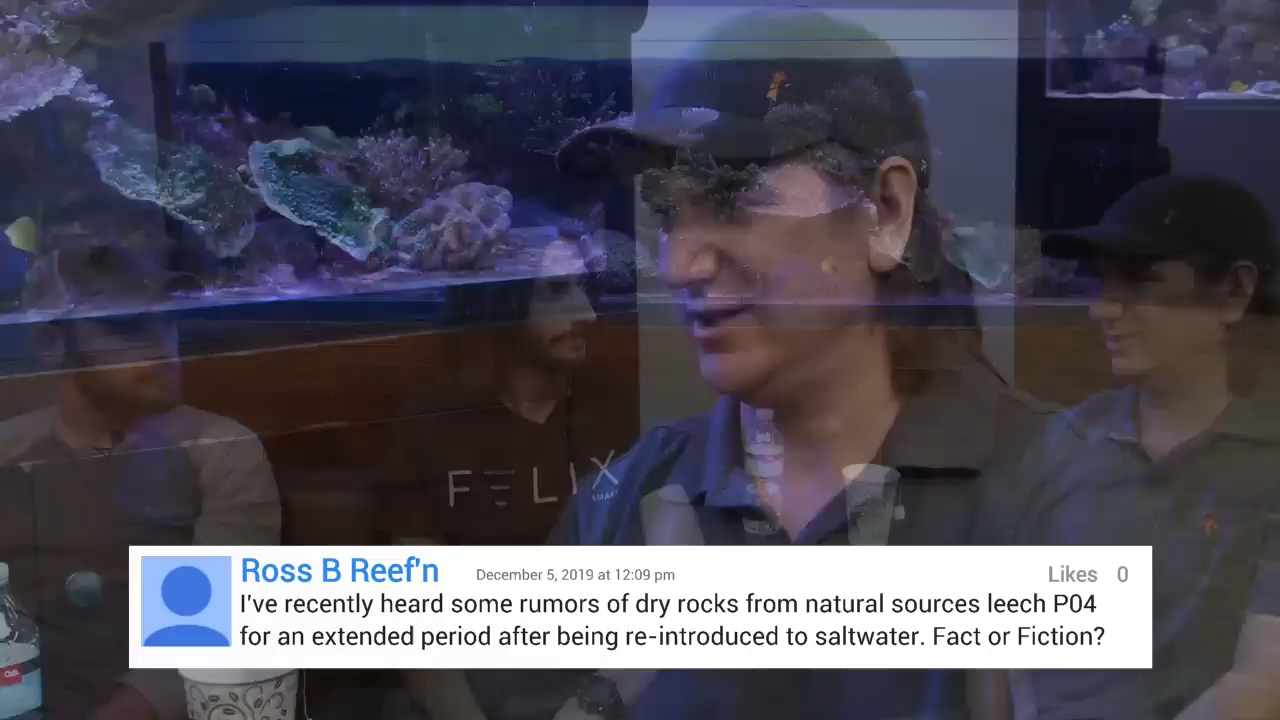 FELIX
SMART
Ross B Reef'n December 5, 2019 at 12:09 pm Likes 0
I've recently heard some rumors of dry rocks from natural sources leech P04
for an extended period after being re-introduced to saltwater. Fact or Fiction?